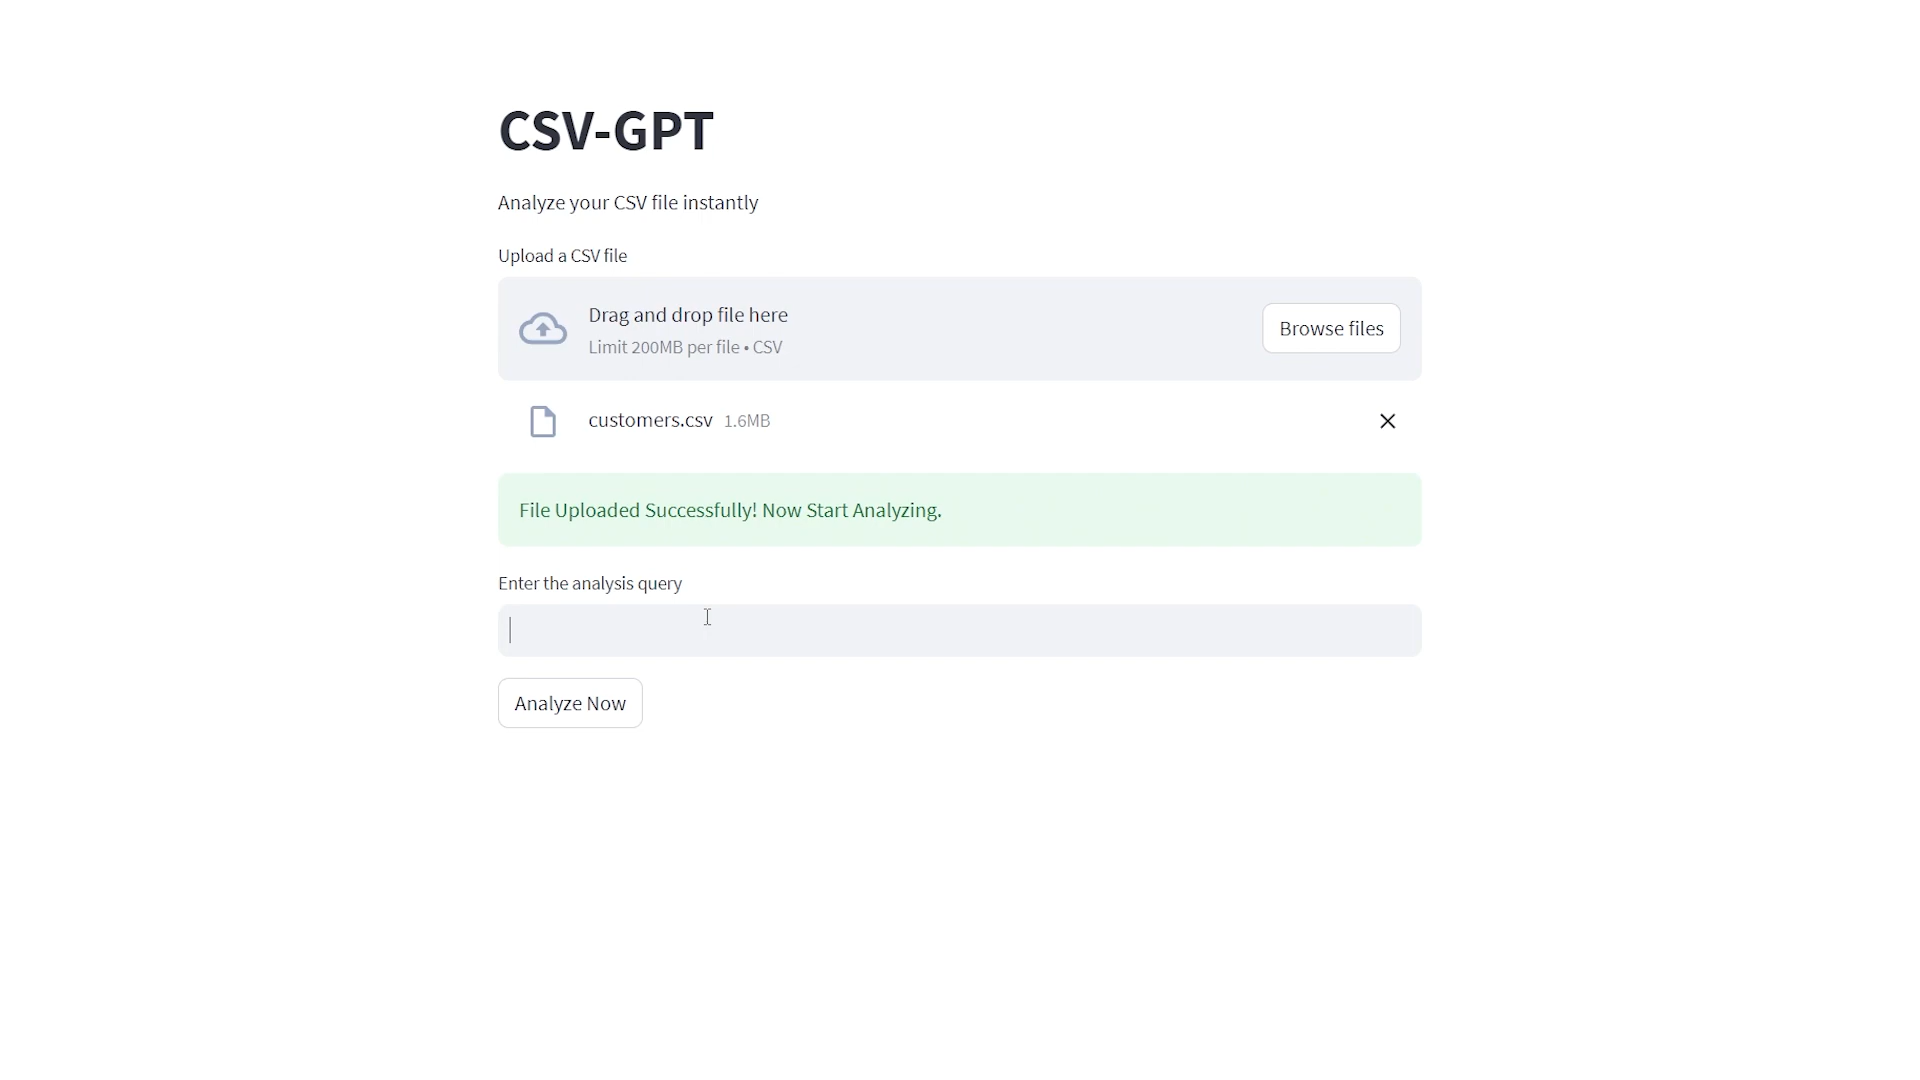 CSV-GPT
Analyze your CSV file instantly
Upload a CSV file
Drag and drop file here
Limit 200MB per file • CSV
Browse files
customers.csv 1.6MB
File Uploaded Successfully! Now Start Analyzing.
Enter the analysis query
Analyze Now